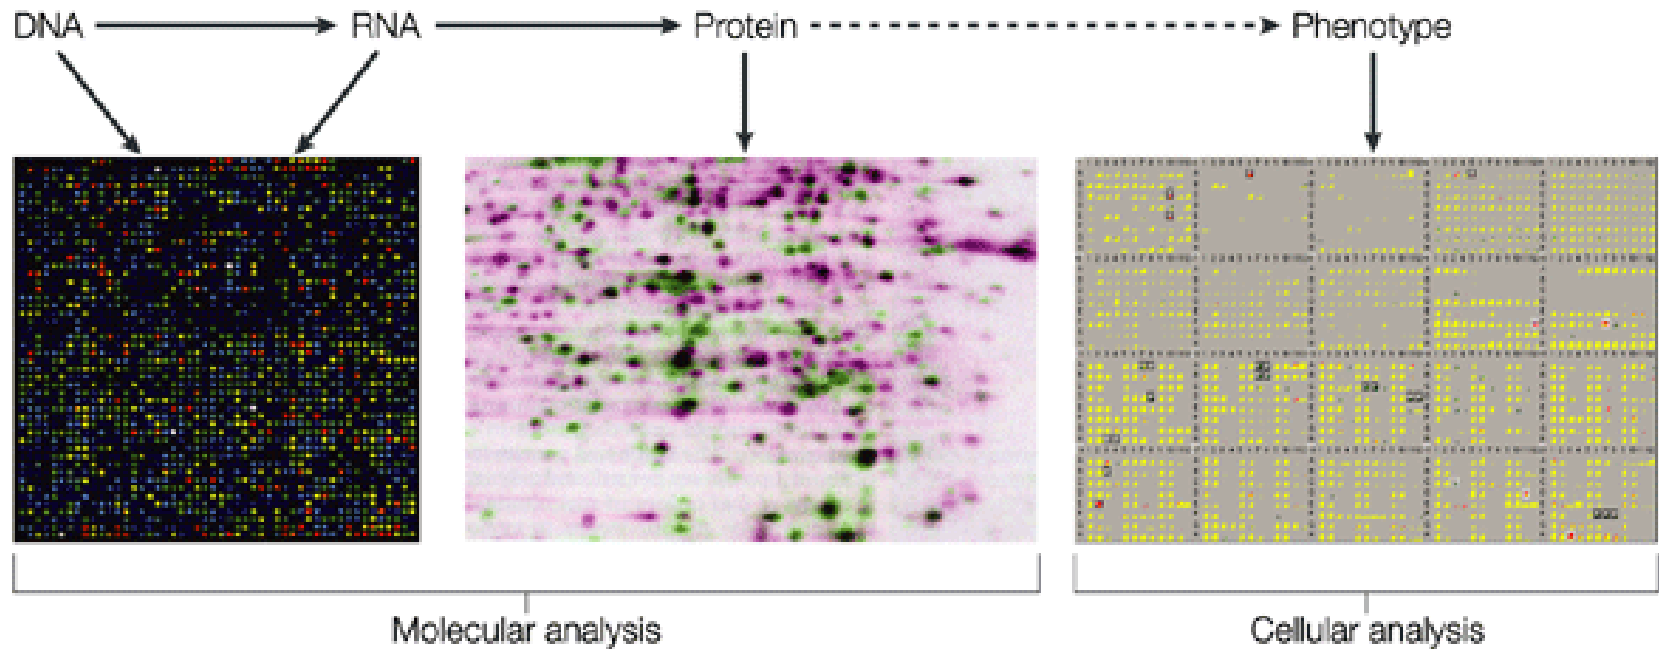 DNA
RNA
Protein
Phenotype
Molecular analysis
Cellular analysis